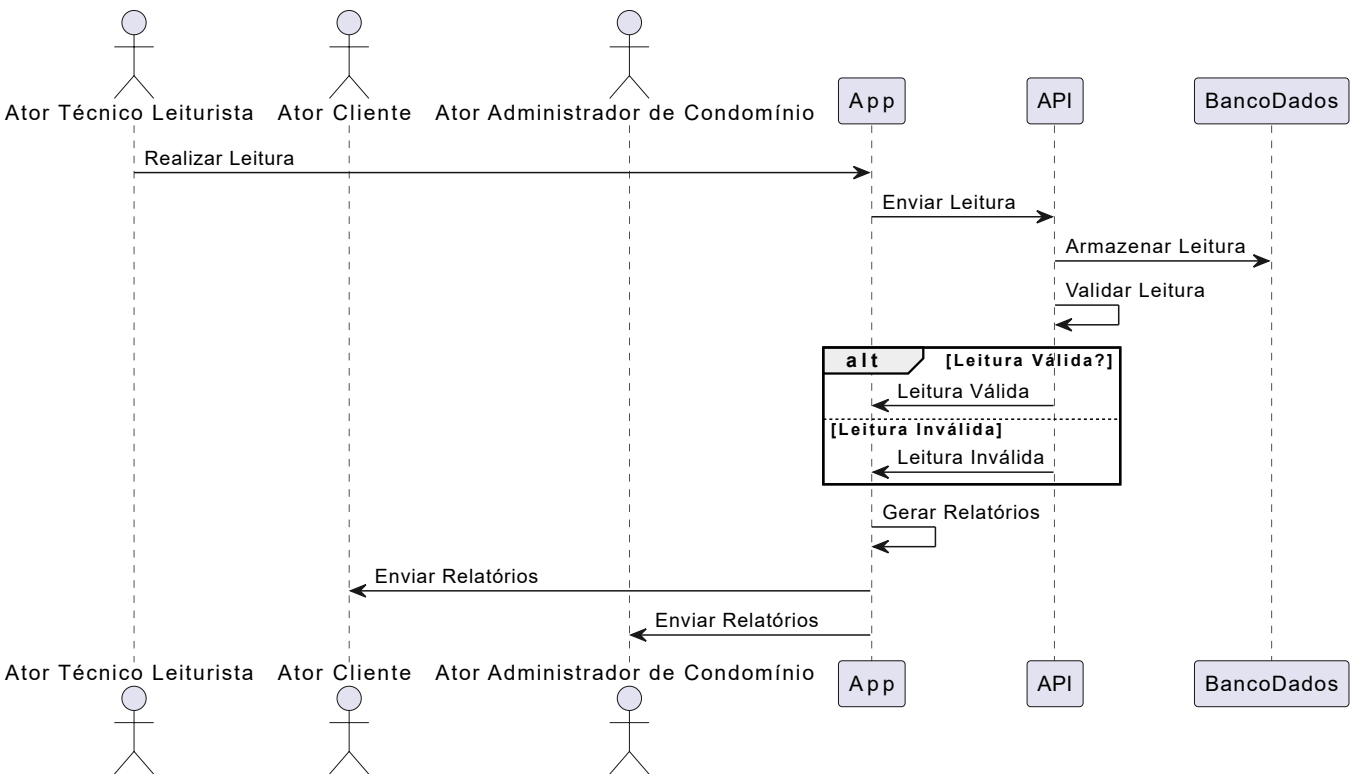 Ator Técnico Leiturista
Ator Cliente
Ator Administrador de Condomínio
App
API
BancoDados
Realizar Leitura
Enviar Leitura
Armazenar Leitura
Validar Leitura
alt
[Leitura Válida?]
Leitura Válida
[Leitura Inválida]
Leitura Inválida
Gerar Relatórios
Enviar Relatórios
Enviar Relatórios
Ator Técnico Leiturista
Ator Cliente
Ator Administrador de Condomínio
App
API
BancoDados